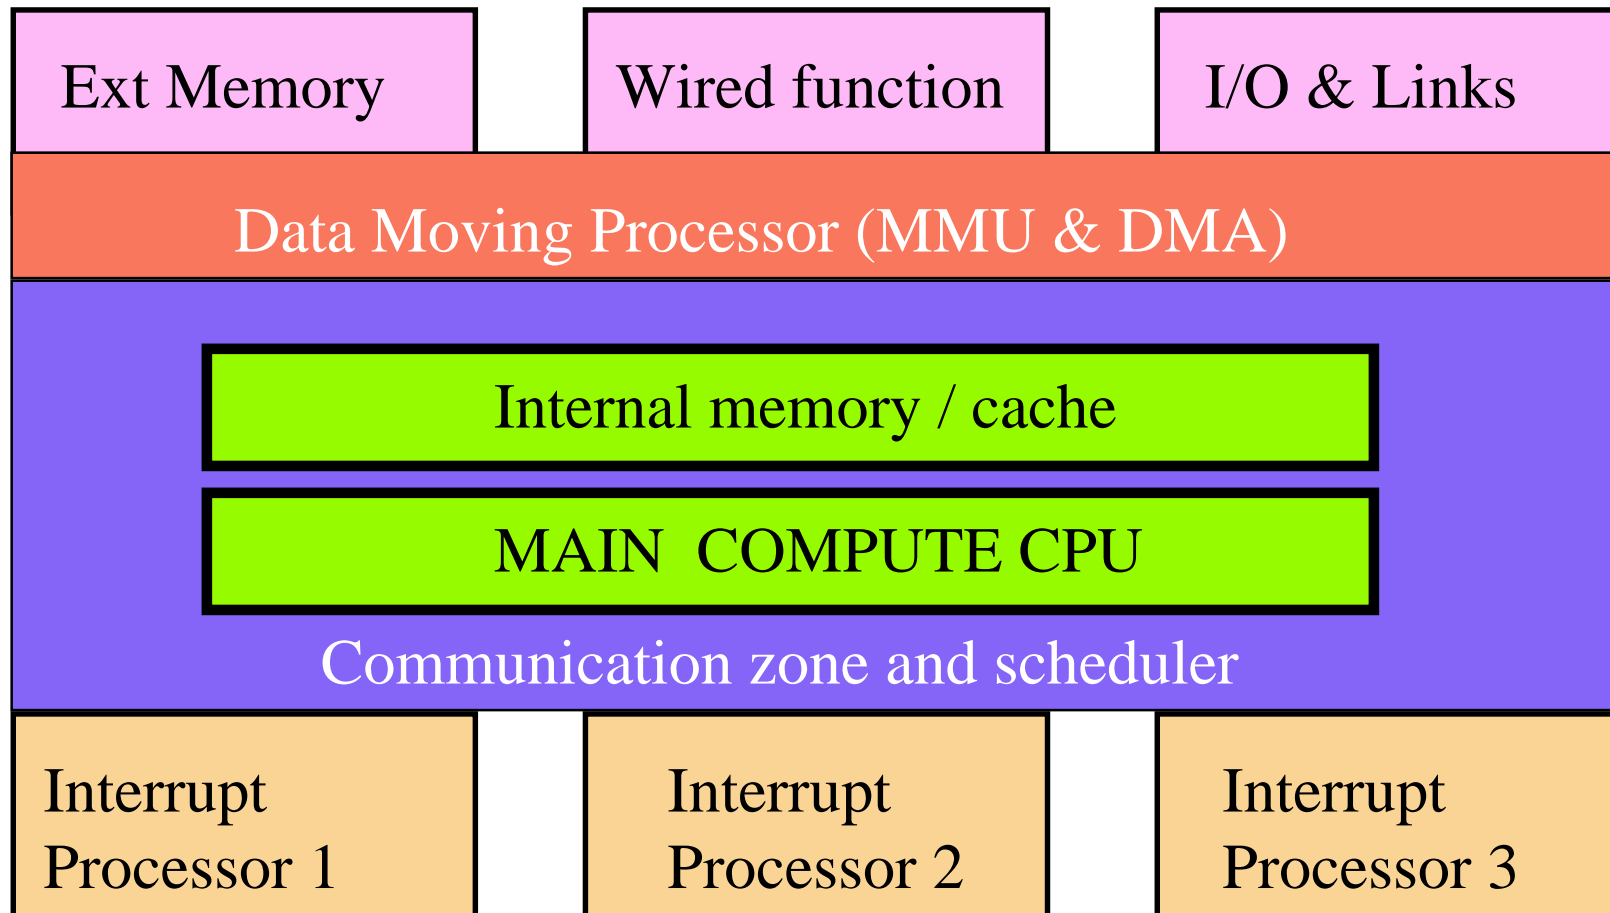 Ext Memory
Wired function
I/O & Links
Data Moving Processor (MMU & DMA)
Internal memory / cache
MAIN  COMPUTE CPU
Communication zone and scheduler
Interrupt
Processor 1
Interrupt
Processor 2
Interrupt
Processor 3